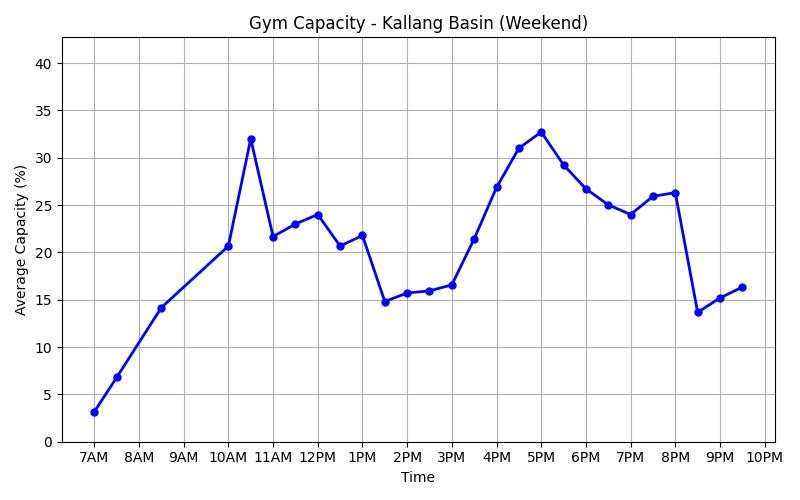 Gym Capacity - Kallang Basin (Weekend)
Average Capacity (%)
40
35
30
25
20
15
10
5
0
7AM 8AM 9AM 10AM 11AM 12PM 1PM 2PM 3PM 4PM 5PM 6PM 7PM 8PM 9PM 10PM
Time